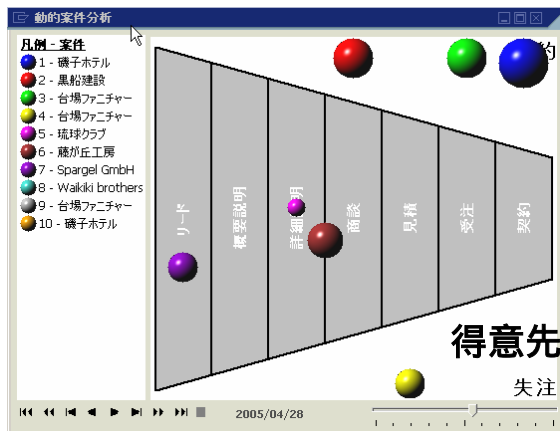 動的案件分析
凡例 - 案件
1 - 磯子ホテル
2 - 黒船建設
3 - 台場ファニチャー
4 - 台場ファニチャー
5 - 琉球クラブ
6 - 藤が丘工房
7 - Spargel GmbH
8 - Waikiki brothers
9 - 台場ファニチャー
10 - 磯子ホテル
約
リード
概要説明
詳細 明
商談
見積
受注
契約
得意先
失注
2005/04/28